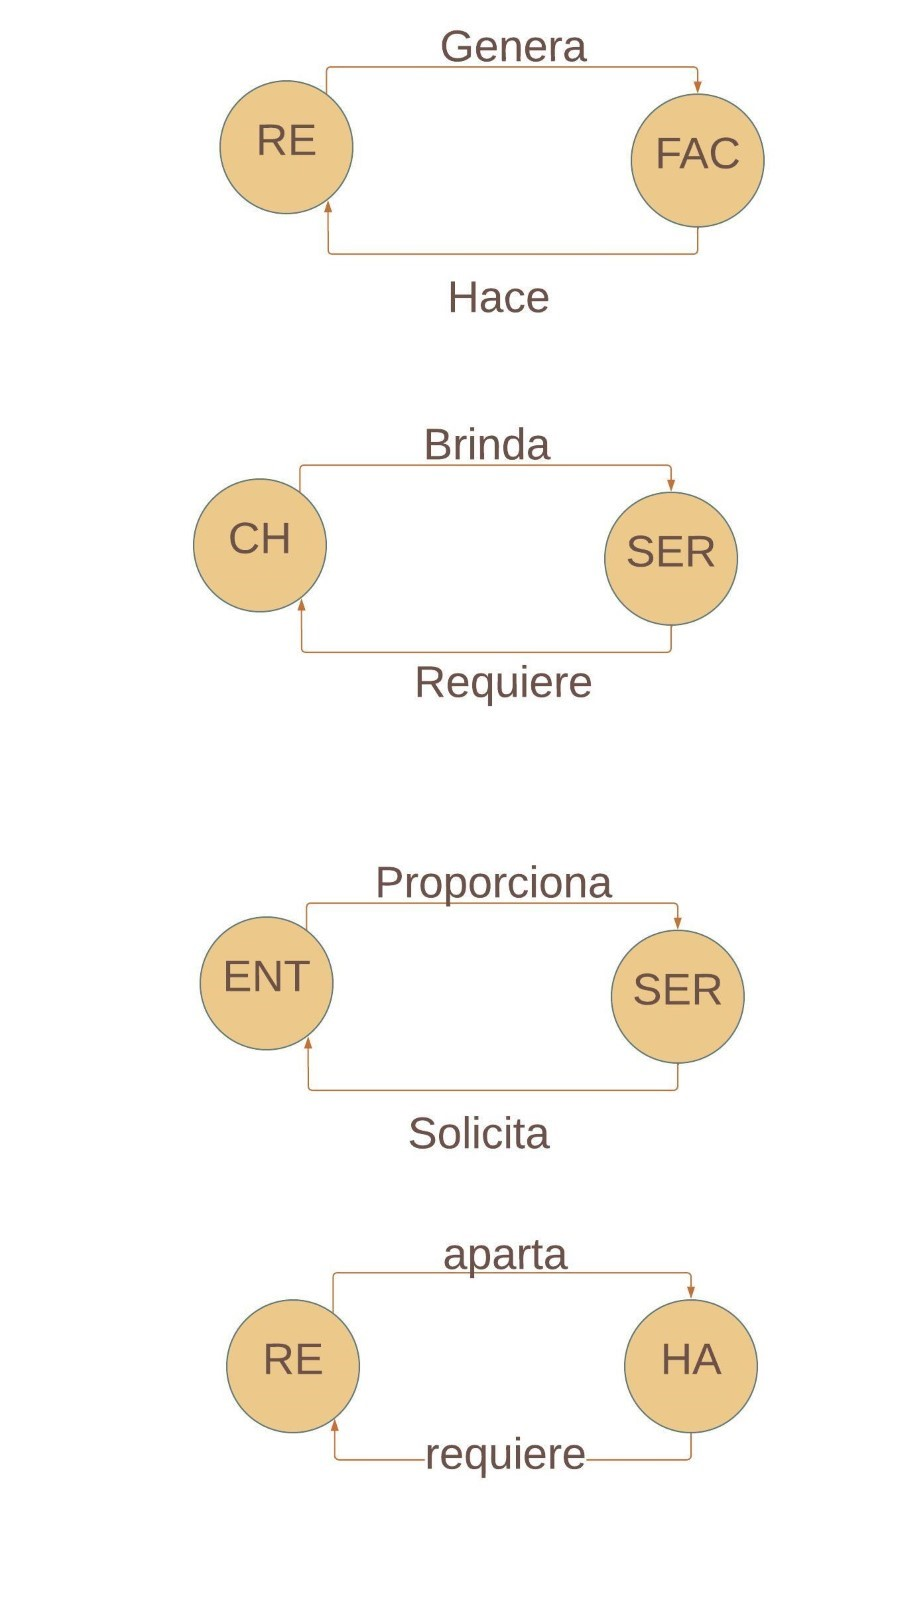 Genera
RE
FAC
Hace
Brinda
CH
SER
Requiere
Proporciona
ENT
SER
Solicita
aparta
RE
HA
requiere